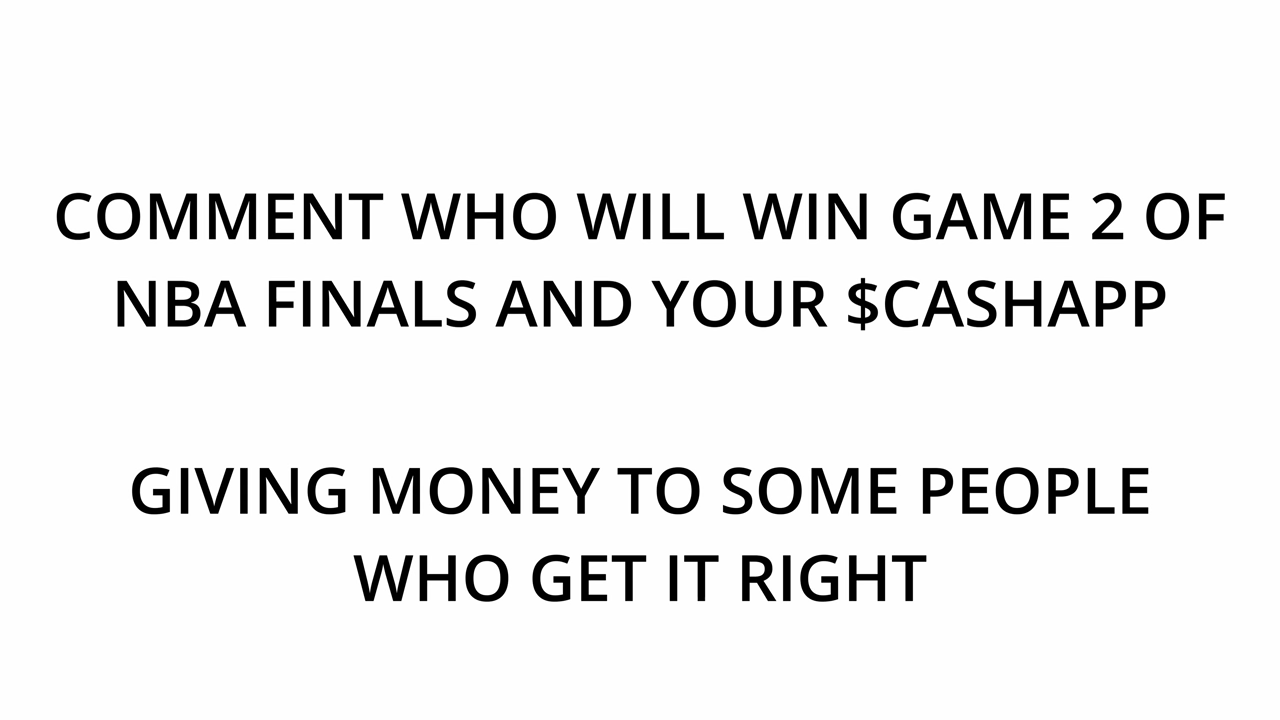 COMMENT WHO WILL WIN GAME 2 OF
NBA FINALS AND YOUR $CASHAPP
GIVING MONEY TO SOME PEOPLE
WHO GET IT RIGHT